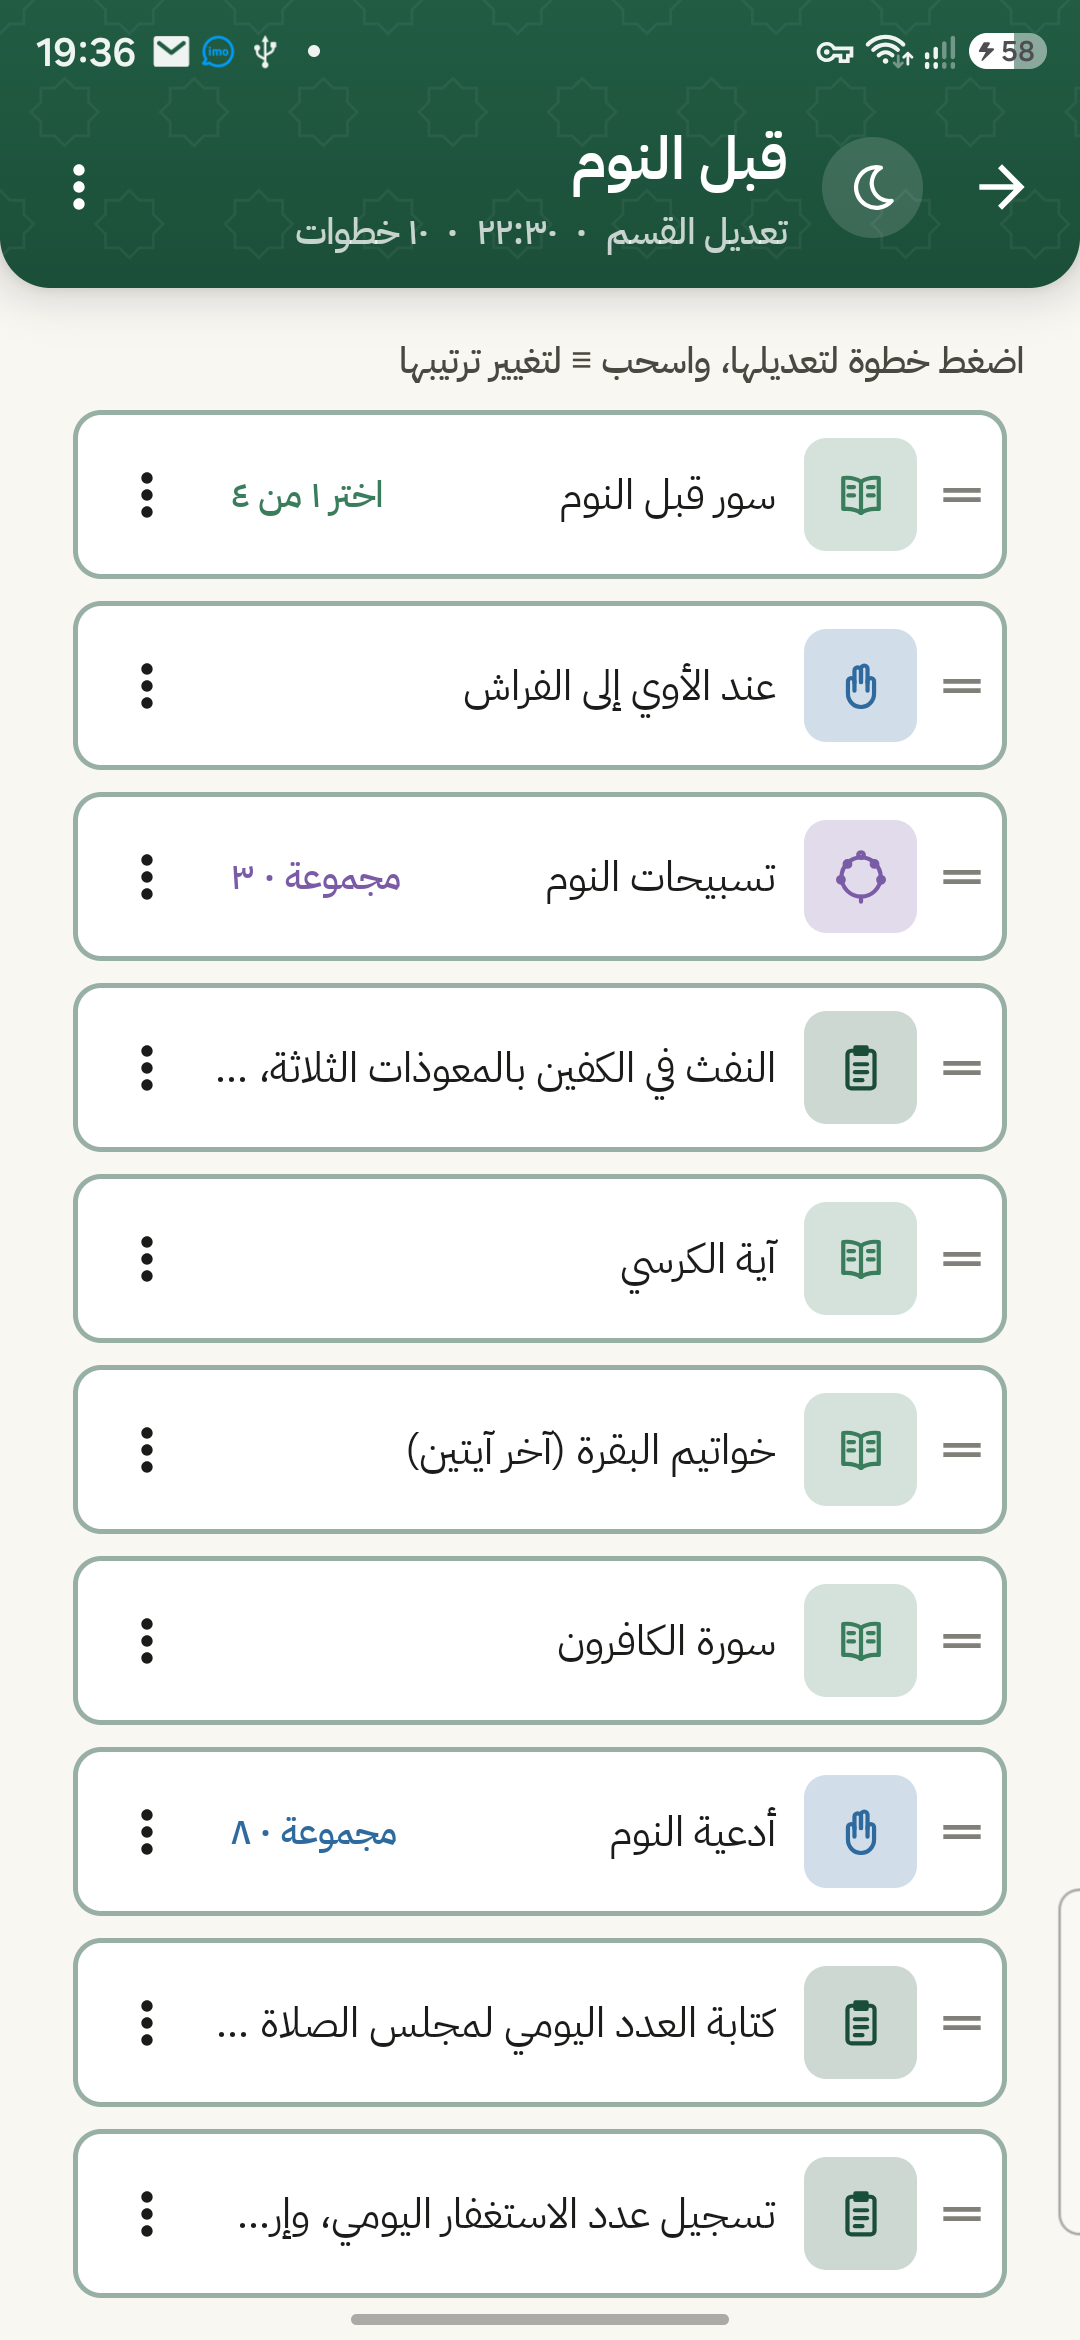 19:36 imo 58
قبل النوم
تعديل القسم · ٢٢:٣٠ · ١٠ خطوات
اضغط خطوة لتعديلها، واسحب ≡ لتغيير ترتيبها
سور قبل النوم اختر ١ من ٤
عند الأوي إلى الفراش
تسبيحات النوم مجموعة · ٣
النفث في الكفين بالمعوذات الثلاثة، ...
آية الكرسي
خواتيم البقرة (آخر آيتين)
سورة الكافرون
أدعية النوم مجموعة · ٨
كتابة العدد اليومي لمجلس الصلاة ...
تسجيل عدد الاستغفار اليومي، وإر...